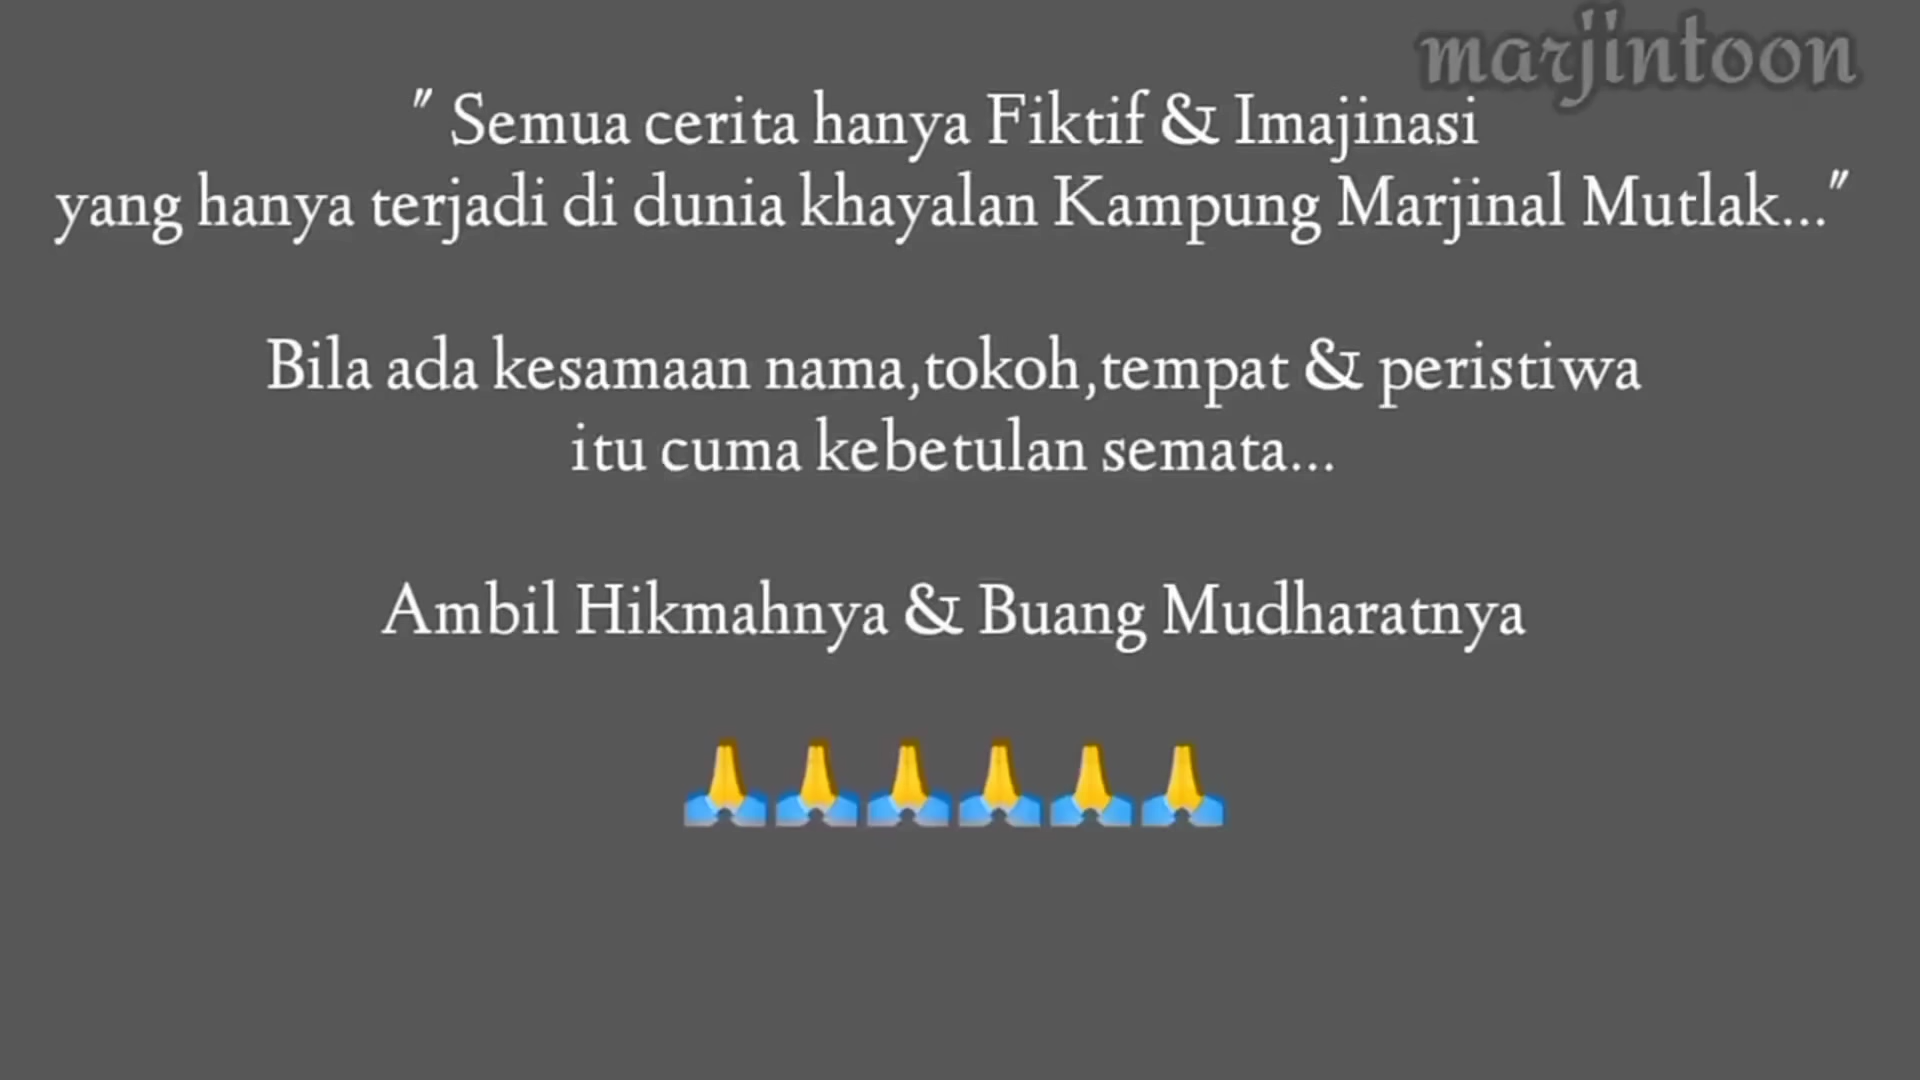 marjintoon
" Semua cerita hanya Fiktif & Imajinasi
yang hanya terjadi di dunia khayalan Kampung Marjinal Mutlak..."
Bila ada kesamaan nama,tokoh,tempat & peristiwa
itu cuma kebetulan semata...
Ambil Hikmahnya & Buang Mudharatnya
🙏🙏🙏🙏🙏🙏